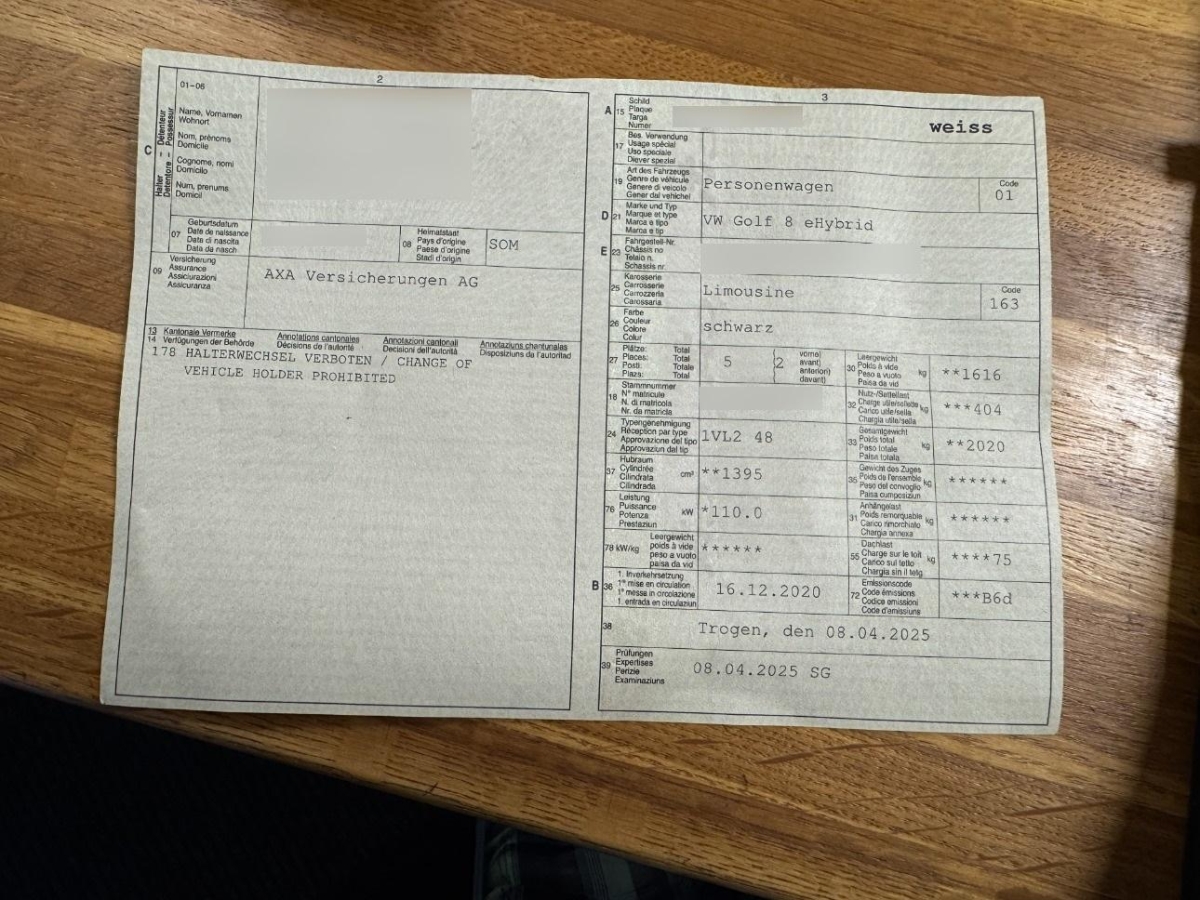 2
01-06
C
Halter – Détenteur
Detentore – Possessur
Name, Vornamen
Wohnort
Nom, prénoms
Domicile
Cognome, nomi
Domicilo
Num, prenums
Domicil
07
Geburtsdatum
Date de naissance
Data di nascita
Data da nasch.
08
Heimatstaat
Pays d'origine
Paese d'origine
Stadi d'origin
SOM
09
Versicherung
Assurance
Assicurazioni
Assicuranza
AXA Versicherungen AG
13 Kantonale Vermerke Annotations cantonales Annotazioni cantonali Annotaziuns chantunales
14 Verfügungen der Behörde Décisions de l'autorité Decisioni dell'autorità Disposiziuns da l'autoritad
178 HALTERWECHSEL VERBOTEN / CHANGE OF
VEHICLE HOLDER PROHIBITED
3
A 15
Schild
Plaque
Targa
Numer
weiss
17
Bes. Verwendung
Usage spécial
Uso speciale
Diever spezial
19
Art des Fahrzeugs
Genre de véhicule
Genere di veicolo
Gener dal vehichel
Personenwagen
Code
01
D 21
Marke und Typ
Marque et type
Marca e tipo
Marca e tip
VW Golf 8 eHybrid
E 23
Fahrgestell-Nr.
Châssis no
Telaio n.
Schassis nr.
25
Karosserie
Carrosserie
Carrozzeria
Carossaria
Limousine
Code
163
26
Farbe
Couleur
Colore
Colur
schwarz
27
Plätze: Total
Places: Total
Posti: Totale
Plazs: Total
5
2
vorne)
avant)
anteriori)
davant)
30
Leergewicht
Poids à vide kg
Peso a vuoto
Paisa da vid
**1616
18
Stammnummer
N° matricule
N. di matricola
Nr. da matricla
32
Nutz-/Sattellast
Charge utile/sellette kg
Carico utile/sella
Chargia utile/sella
***404
24
Typengenehmigung
Réception par type
Approvazione del tipo
Approvaziun dal tip
1VL2 48
33
Gesamtgewicht
Poids total kg
Peso totale
Paisa totala
**2020
37
Hubraum
Cylindrée cm³
Cilindrata
Cilindrada
**1395
35
Gewicht des Zuges
Poids de l'ensemble kg
Peso del convoglio
Paisa cumposiziun
******
76
Leistung
Puissance kW
Potenza
Prestaziun
*110.0
31
Anhängelast
Poids remorquable kg
Carico rimorchiato
Chargia annexa
******
78 kW/kg
Leergewicht
poids à vide
peso a vuoto
paisa da vid
*****
55
Dachlast
Charge sur le toit kg
Carico sul tetto
Chargia sin il tetg
****75
B 36
1. Inverkehrsetzung
1re mise en circulation
1a messa in circolazione
1. entrada en circulaziun
16.12.2020
72
Emissionscode
Code émissions
Codice emissioni
Code d'emissiuns
***B6d
38
Trogen, den 08.04.2025
39
Prüfungen
Expertises
Perizie
Examinaziuns
08.04.2025 SG